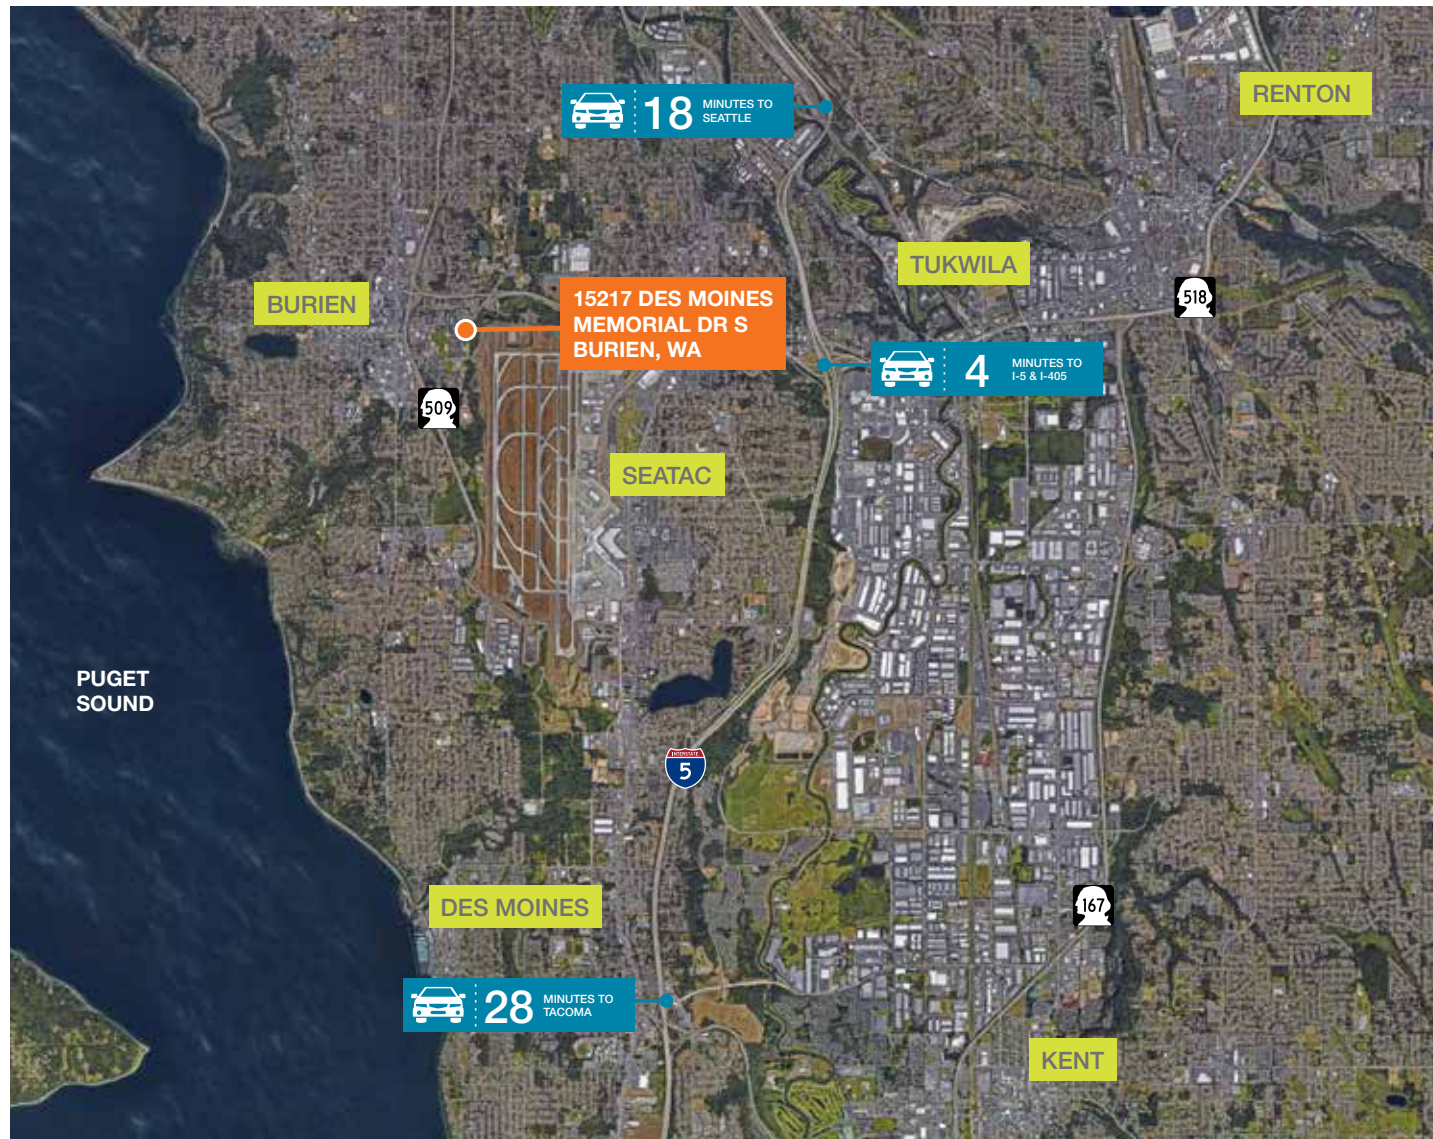 RENTON
18
MINUTES TO
SEATTLE
TUKWILA
BURIEN
15217 DES MOINES
MEMORIAL DR S
BURIEN, WA
518
4
MINUTES TO
I-5 & I-405
509
SEATAC
PUGET
SOUND
INTERSTATE
5
DES MOINES
167
28
MINUTES TO
TACOMA
KENT